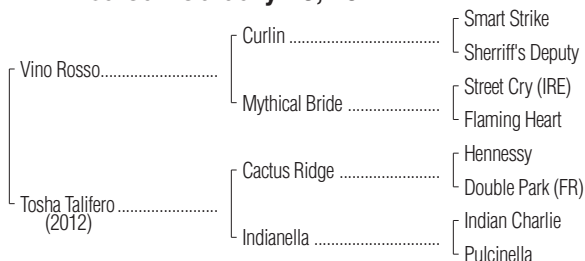 Smart Strike
Curlin ......................
Sherriff's Deputy
Vino Rosso.......................
Street Cry (IRE)
Mythical Bride ......................
Flaming Heart
Hennessy
Cactus Ridge ......................
Double Park (FR)
Tosha Talifero ......................
(2012)
Indian Charlie
Indianella ......................
Pulcinella